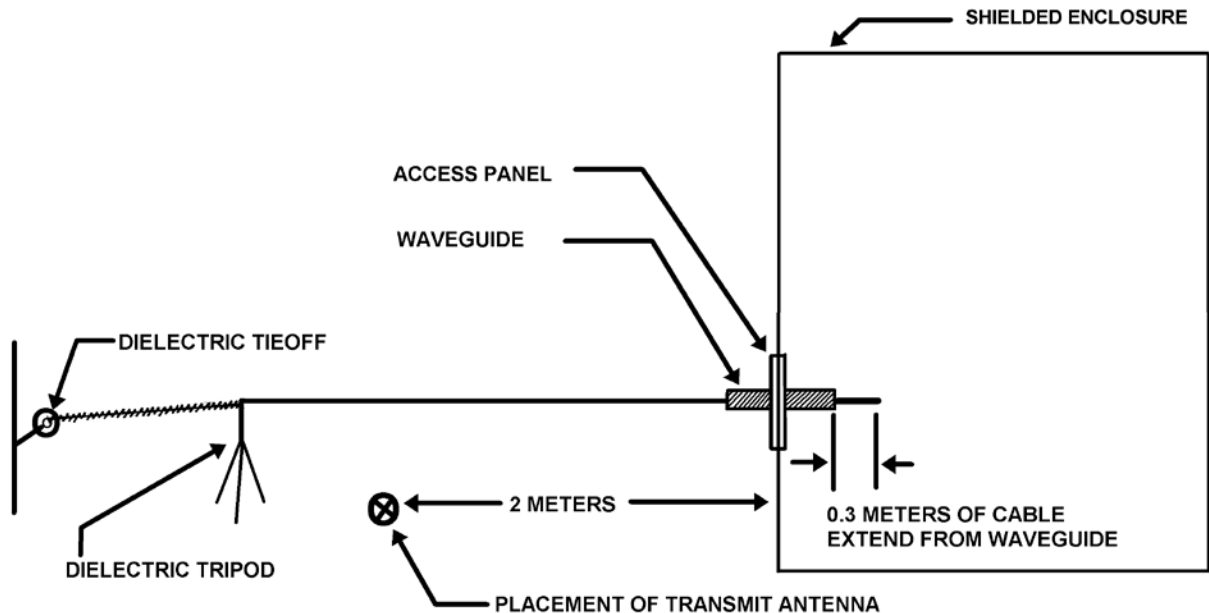 SHIELDED ENCLOSURE
ACCESS PANEL
WAVEGUIDE
DIELECTRIC TIEOFF
2 METERS
0.3 METERS OF CABLE
EXTEND FROM WAVEGUIDE
DIELECTRIC TRIPOD
PLACEMENT OF TRANSMIT ANTENNA